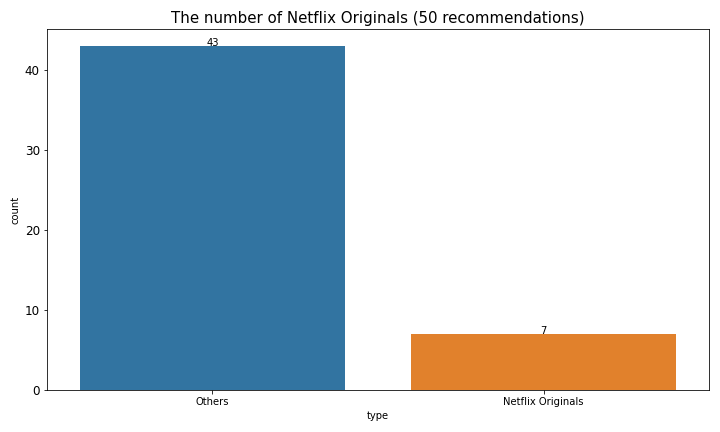 The number of Netflix Originals (50 recommendations)
43
40
30
20
10
0
7
count
Others
Netflix Originals
type